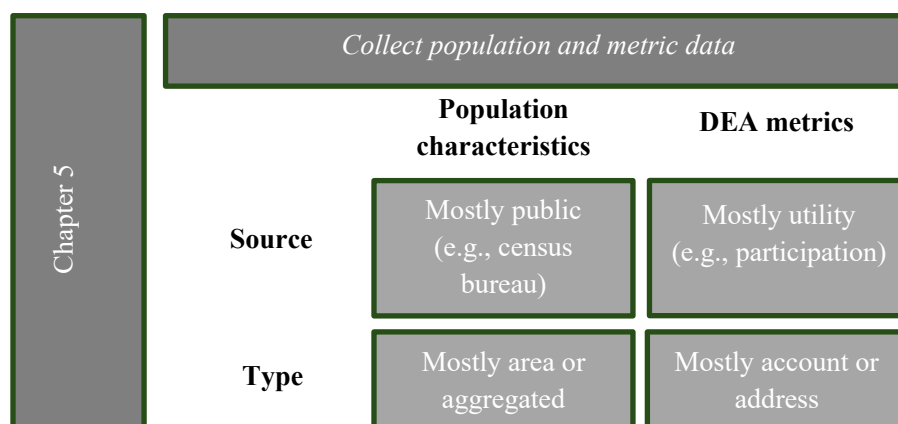 Chapter 5
Collect population and metric data
Population
characteristics
DEA metrics
Source
Mostly public
(e.g., census
bureau)
Mostly utility
(e.g., participation)
Type
Mostly area or
aggregated
Mostly account or
address